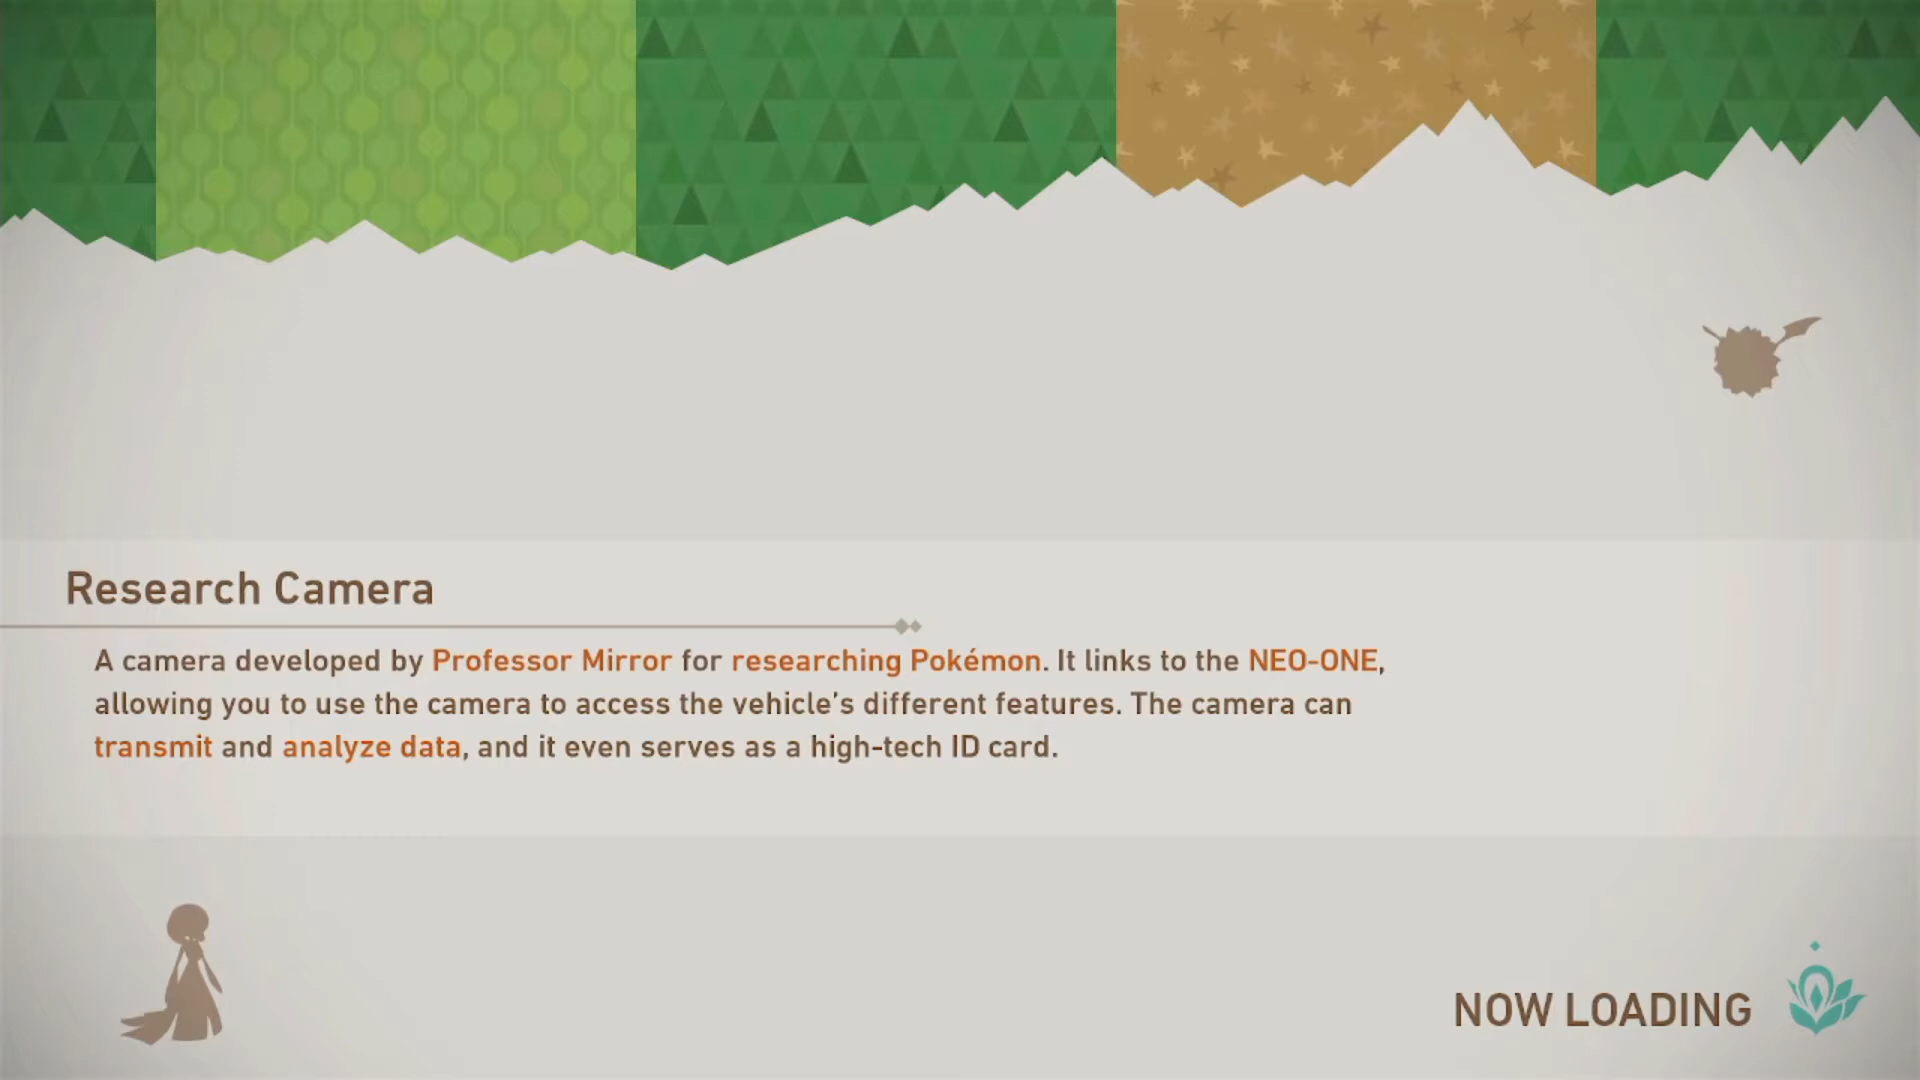 Research Camera
A camera developed by Professor Mirror for researching Pokémon. It links to the NEO-ONE,
allowing you to use the camera to access the vehicle's different features. The camera can
transmit and analyze data, and it even serves as a high-tech ID card.
NOW LOADING